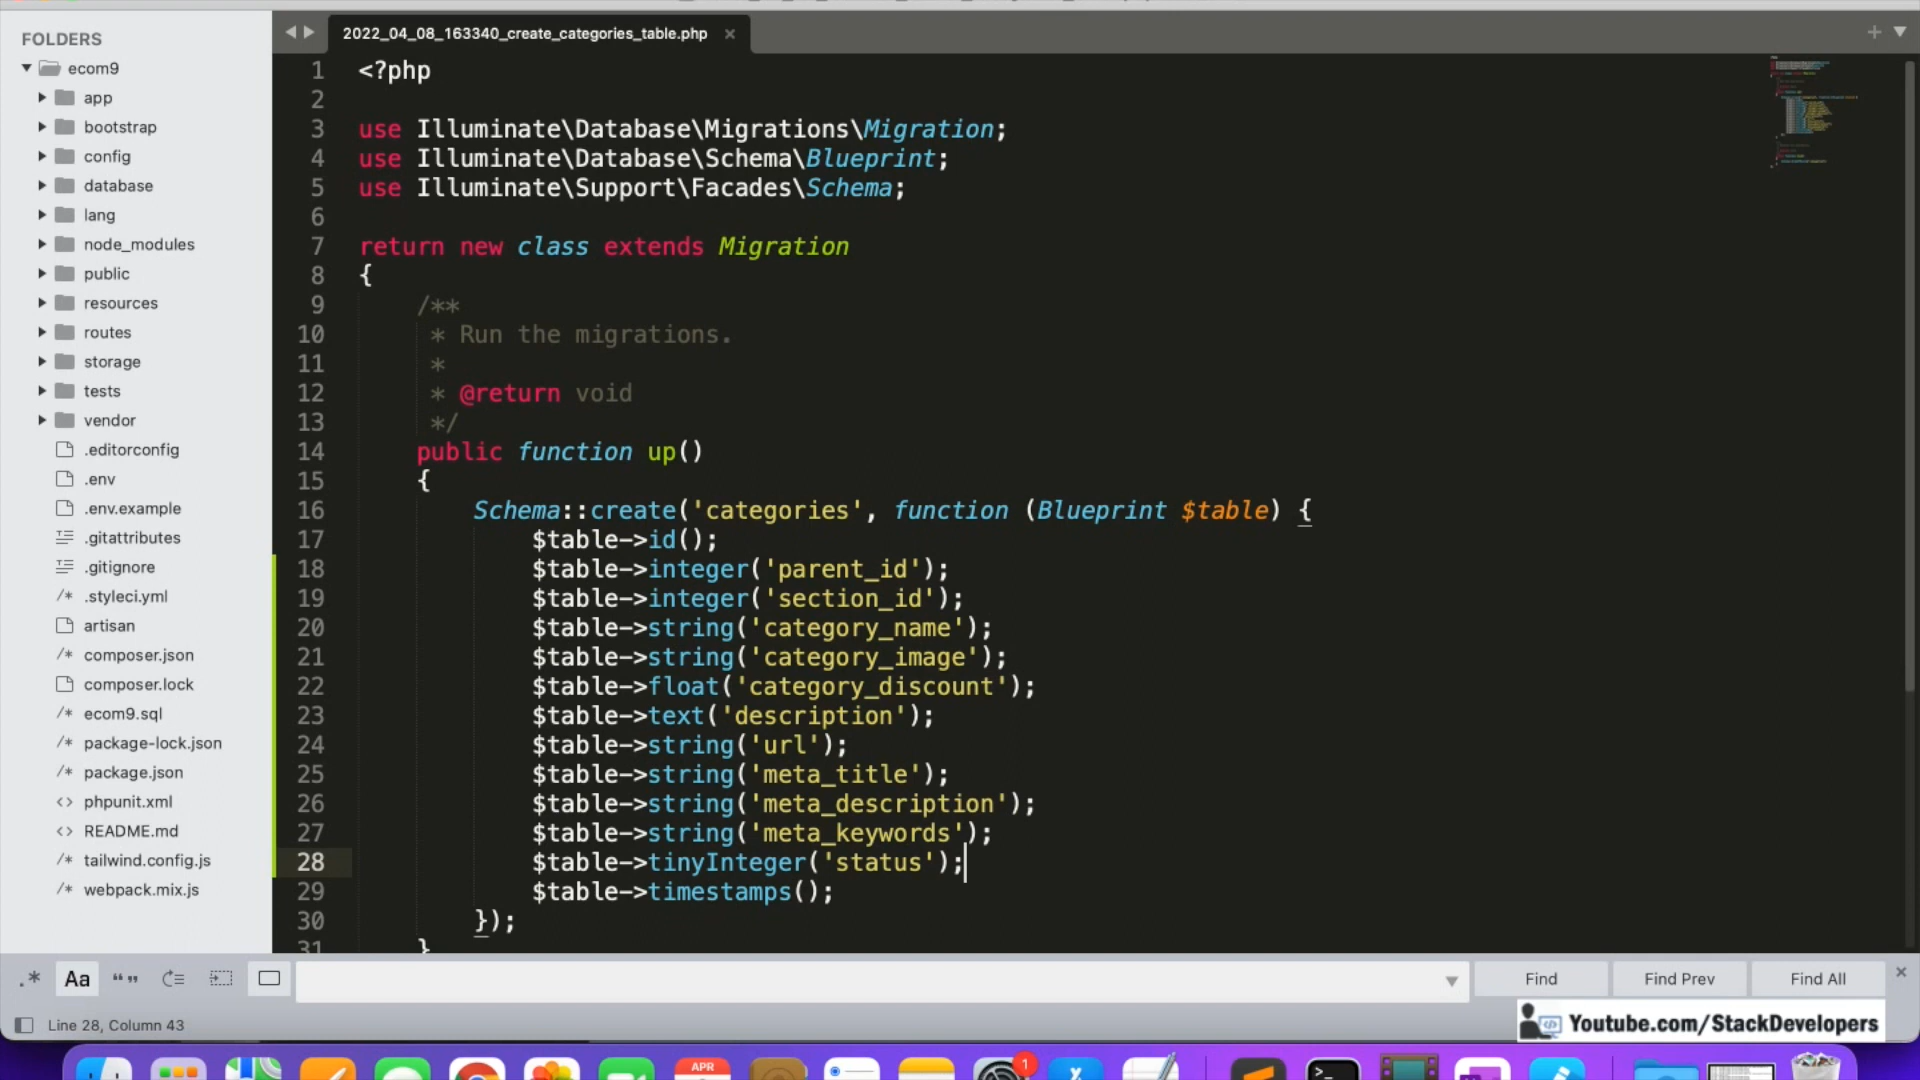 FOLDERS
ecom9
app
bootstrap
config
database
lang
node_modules
public
resources
routes
storage
tests
vendor
.editorconfig
.env
.env.example
.gitattributes
.gitignore
/* .styleci.yml
artisan
/* composer.json
composer.lock
/* ecom9.sql
/* package-lock.json
/* package.json
<> phpunit.xml
<> README.md
/* tailwind.config.js
/* webpack.mix.js
2022_04_08_163340_create_categories_table.php ×
1 <?php
2
3 use Illuminate\Database\Migrations\Migration;
4 use Illuminate\Database\Schema\Blueprint;
5 use Illuminate\Support\Facades\Schema;
6
7 return new class extends Migration
8 {
9 /**
10 * Run the migrations.
11 *
12 * @return void
13 */
14 public function up()
15 {
16 Schema::create('categories', function (Blueprint $table) {
17 $table->id();
18 $table->integer('parent_id');
19 $table->integer('section_id');
20 $table->string('category_name');
21 $table->string('category_image');
22 $table->float('category_discount');
23 $table->text('description');
24 $table->string('url');
25 $table->string('meta_title');
26 $table->string('meta_description');
27 $table->string('meta_keywords');
28 $table->tinyInteger('status');
29 $table->timestamps();
30 });
31 }
.* Aa “” Find Find Prev Find All ×
Line 28, Column 43
Youtube.com/StackDevelopers
APR
1